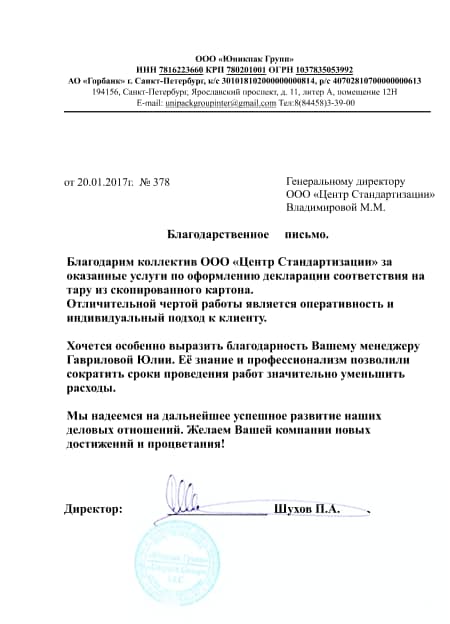 ООО «Юникпак Групп»
ИНН 7816223660 КРП 780201001 ОГРН 1037835053992
АО «Горбанк» г. Санкт-Петербург, к/с 301018102000000000814, р/с 40702810700000000613
194156, Санкт-Петербург, Ярославский проспект, д. 11, литер А, помещение 12Н
E-mail: unipackgroupinter@gmail.com Тел:8(84458)3-39-00
от 20.01.2017г. № 378
Генеральному директору
ООО «Центр Стандартизации»
Владимировой М.М.
Благодарственное письмо.
Благодарим коллектив ООО «Центр Стандартизации» за
оказанные услуги по оформлению декларации соответствия на
тару из скопированного картона.
Отличительной чертой работы является оперативность и
индивидуальный подход к клиенту.
Хочется особенно выразить благодарность Вашему менеджеру
Гавриловой Юлии. Её знание и профессионализм позволили
сократить сроки проведения работ значительно уменьшить
расходы.
Мы надеемся на дальнейшее успешное развитие наших
деловых отношений. Желаем Вашей компании новых
достижений и процветания!
Директор: Шухов П.А.